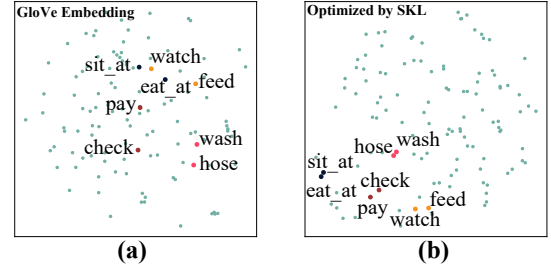 GloVe Embedding
sit_at
watch
eat_at
feed
pay
check
wash
hose
(a)
Optimized by SKL
wash
hose
sit_at
eat_at
check
pay
feed
watch
(b)